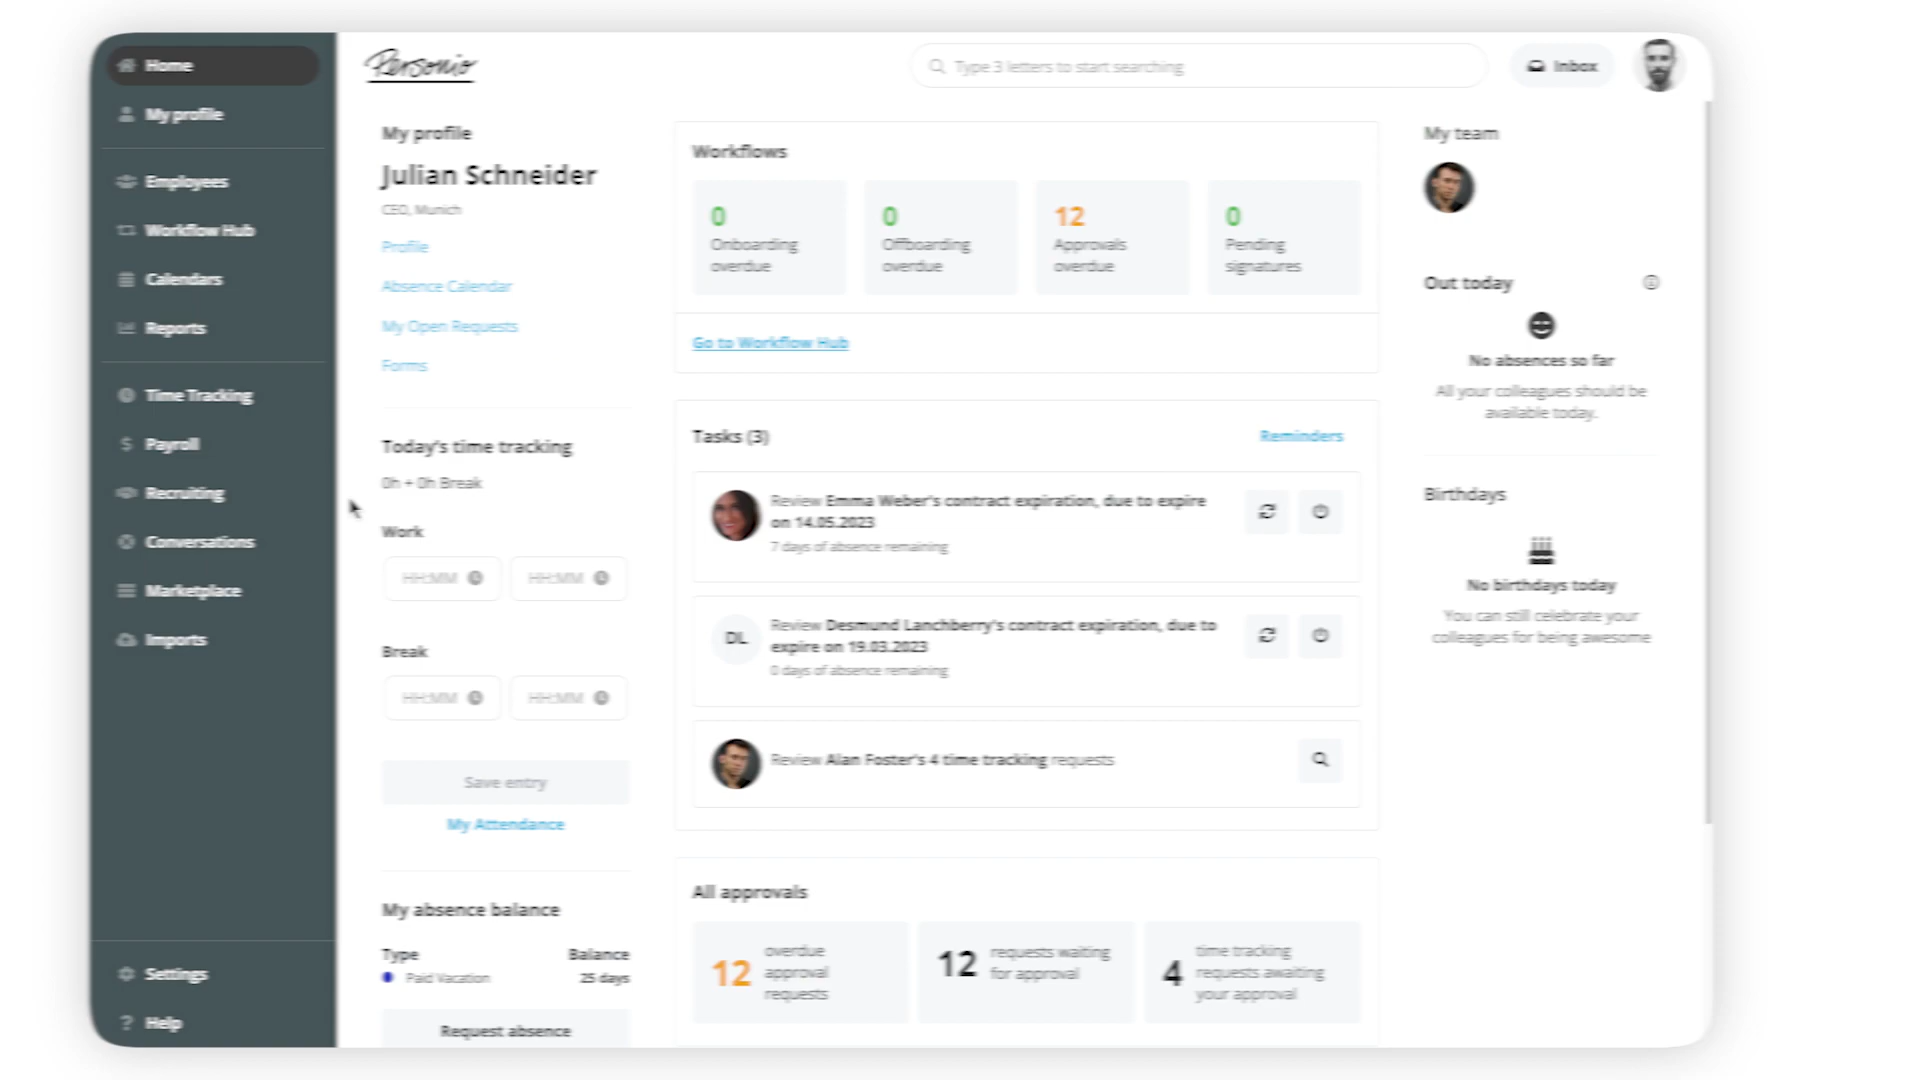 Home
My profile
Employees
Workflow Hub
Calendars
Reports
Time Tracking
Payroll
Recruiting
Conversations
Marketplace
Imports
Settings
Help
Personio
Type 3 letters to start searching
Inbox
My profile
Julian Schneider
CEO, Munich
Profile
Absence Calendar
My Open Requests
Forms
Today's time tracking
0h + 0h Break
Work
HH:MM
HH:MM
Break
HH:MM
HH:MM
Save entry
My Attendance
My absence balance
Type Balance
Paid Vacation 25 days
Request absence
Workflows
0
Onboarding
overdue
0
Offboarding
overdue
12
Approvals
overdue
0
Pending
signatures
Go to Workflow Hub
Tasks (3)
Reminders
Review Emma Weber's contract expiration, due to expire
on 14.05.2023
7 days of absence remaining
DL
Review Desmund Lanchberry's contract expiration, due to
expire on 19.03.2023
0 days of absence remaining
Review Alan Foster's 4 time tracking requests
All approvals
12
overdue
approval
requests
12
requests waiting
for approval
4
time tracking
requests awaiting
your approval
My team
Out today
No absences so far
All your colleagues should be
available today.
Birthdays
No birthdays today
You can still celebrate your
colleagues for being awesome